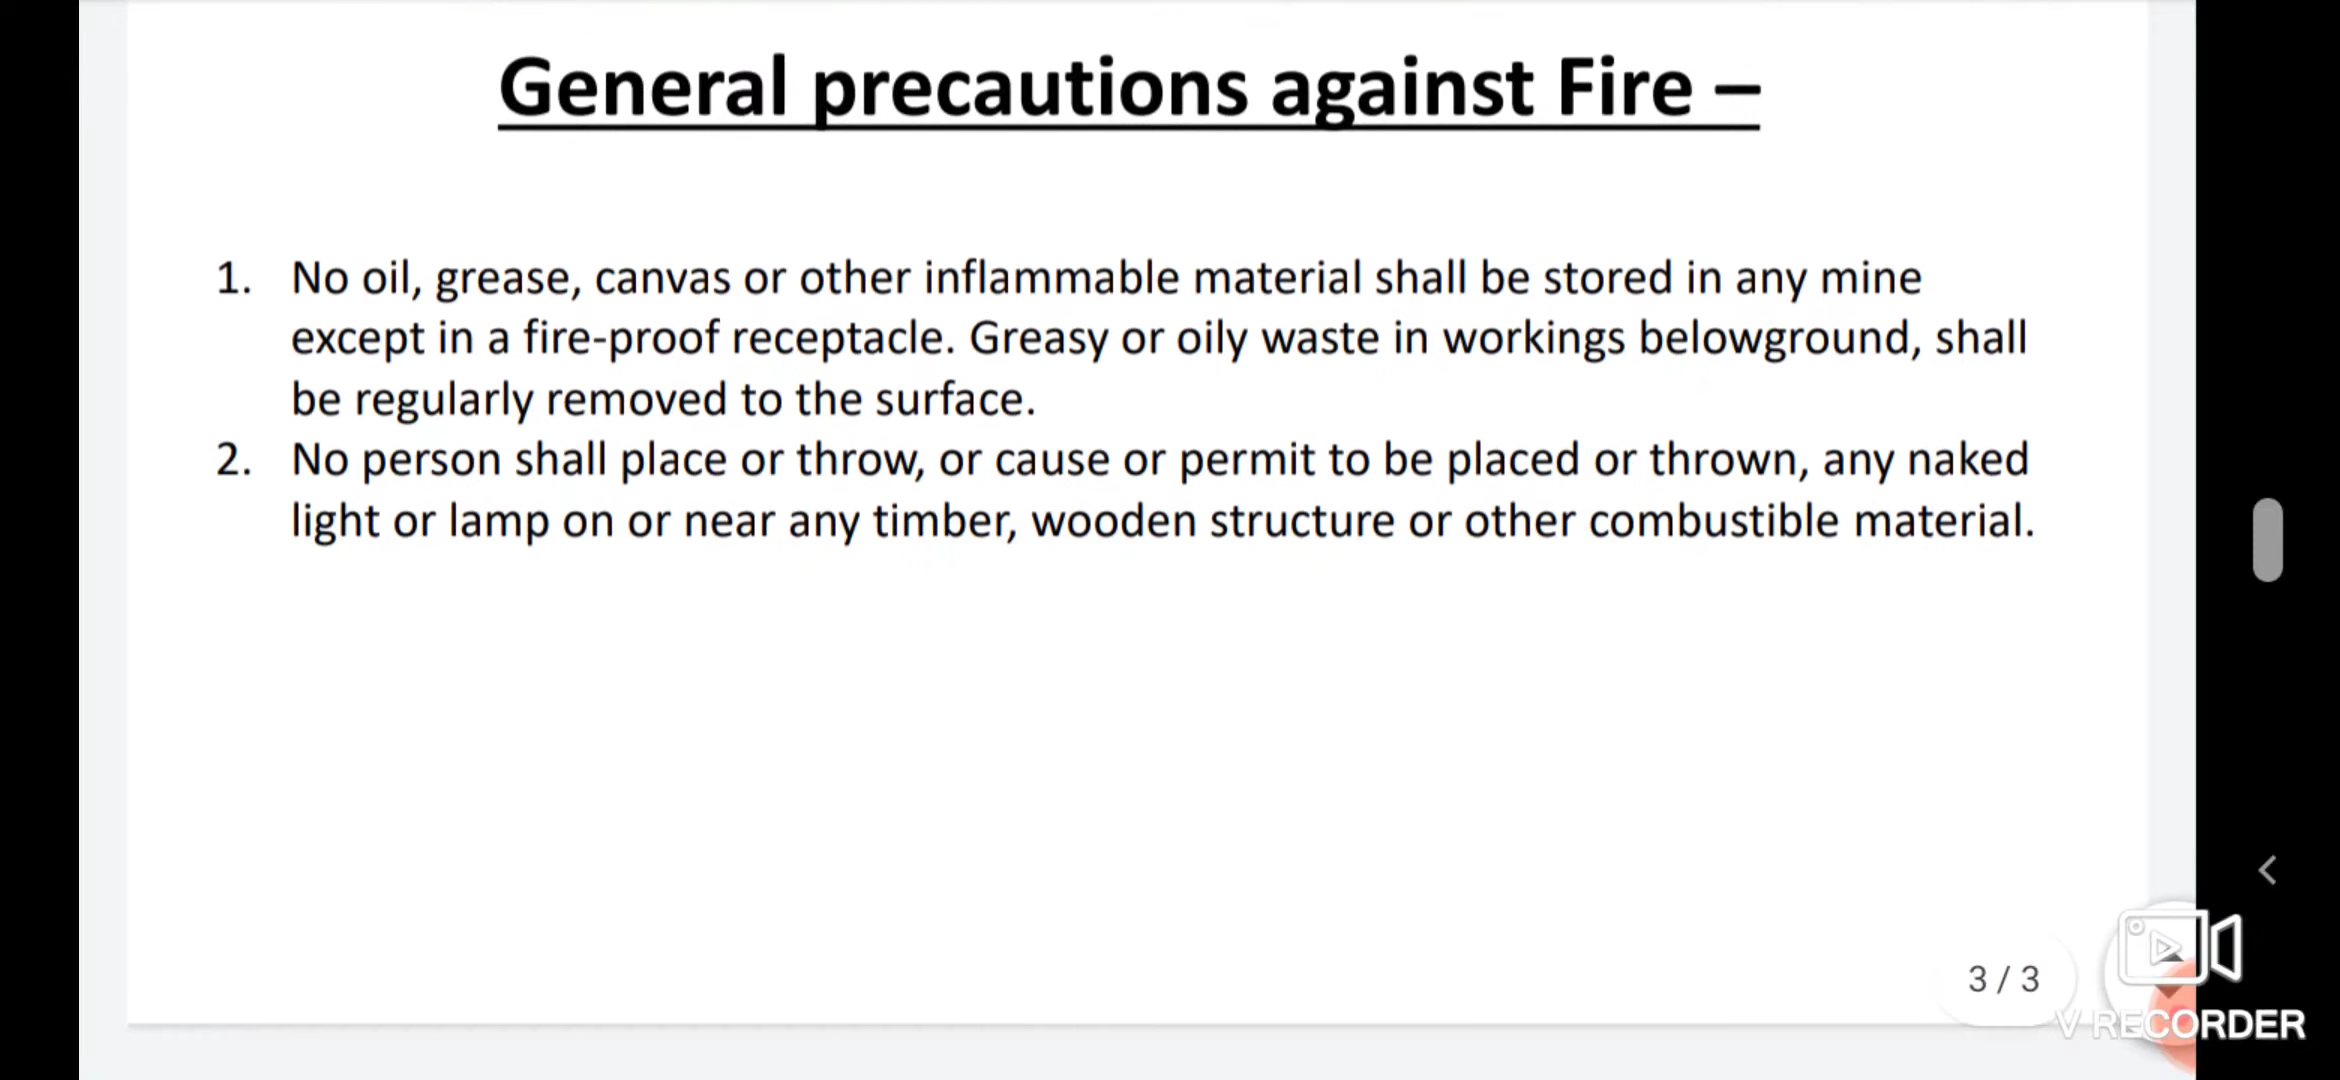 General precautions against Fire –
1. No oil, grease, canvas or other inflammable material shall be stored in any mine
except in a fire-proof receptacle. Greasy or oily waste in workings belowground, shall
be regularly removed to the surface.
2. No person shall place or throw, or cause or permit to be placed or thrown, any naked
light or lamp on or near any timber, wooden structure or other combustible material.
3 / 3
V RECORDER